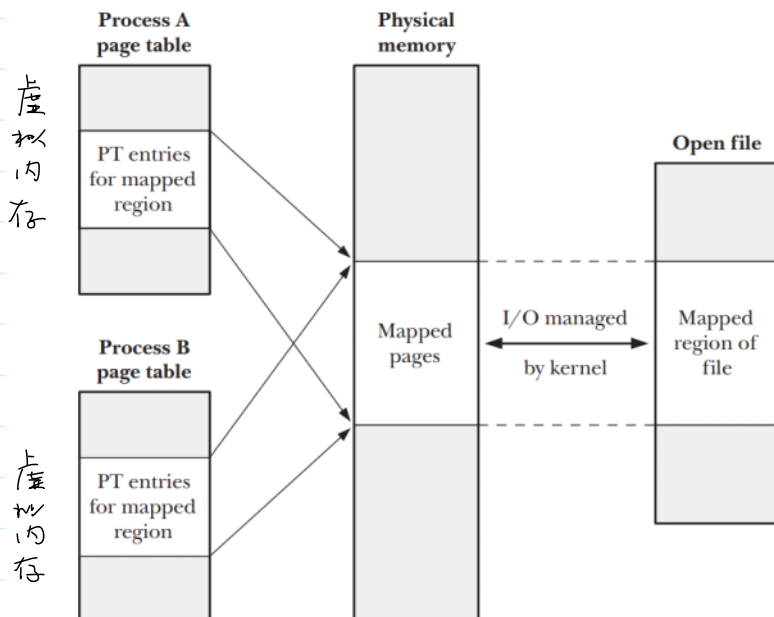 Process A
page table
虚
拟
内
存
PT entries
for mapped
region
Process B
page table
虚
拟
内
存
PT entries
for mapped
region
Physical
memory
Mapped
pages
I/O managed
by kernel
Open file
Mapped
region of
file